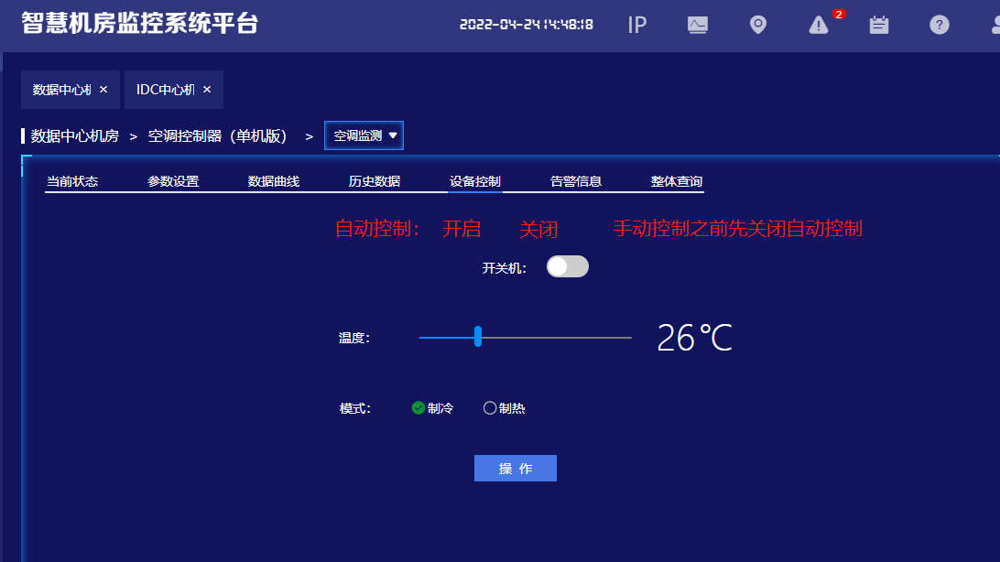 智慧机房监控系统平台 2022-04-24 14:48:18 IP 2 ?
数据中心机 × IDC中心机 ×
数据中心机房 > 空调控制器（单机版） > 空调监测
当前状态 参数设置 数据曲线 历史数据 设备控制 告警信息 整体查询
自动控制： 开启 关闭 手动控制之前先关闭自动控制
开关机：
温度： 26℃
模式： 制冷 制热
操 作